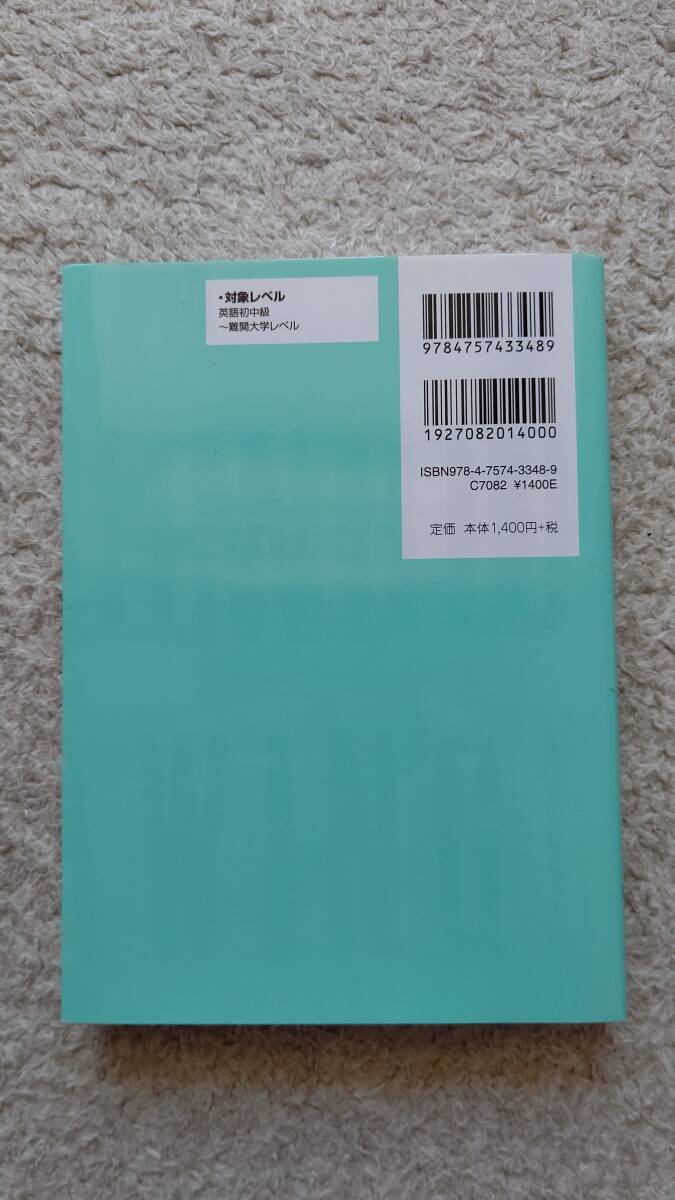 ・対象レベル
英語初中級
～難関大学レベル
9784757433489
1927082014000
ISBN978-4-7574-3348-9
C7082 ¥1400E
定価 本体1,400円+税